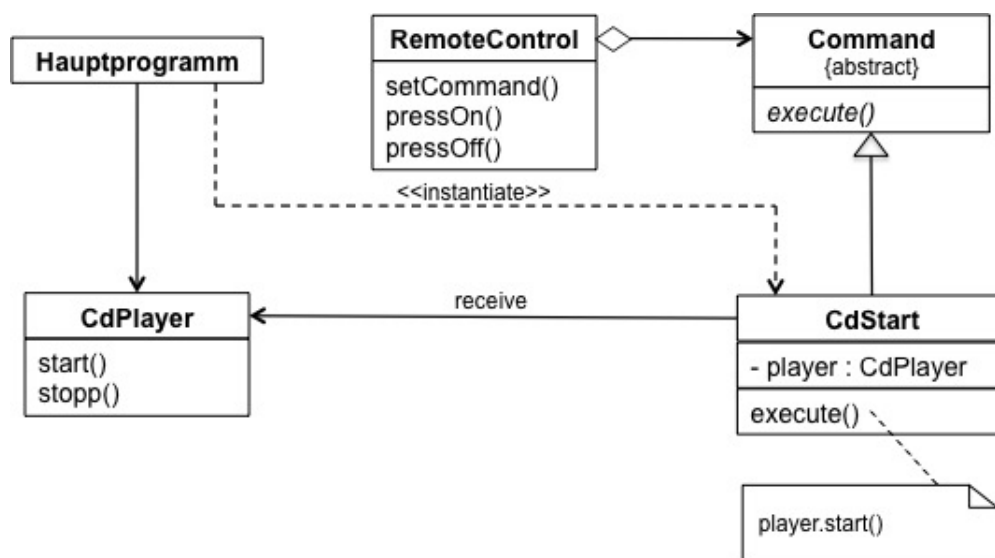 Hauptprogramm
RemoteControl
setCommand()
pressOn()
pressOff()
Command
{abstract}
execute()
<<instantiate>>
CdPlayer
start()
stopp()
receive
CdStart
- player : CdPlayer
execute()
player.start()